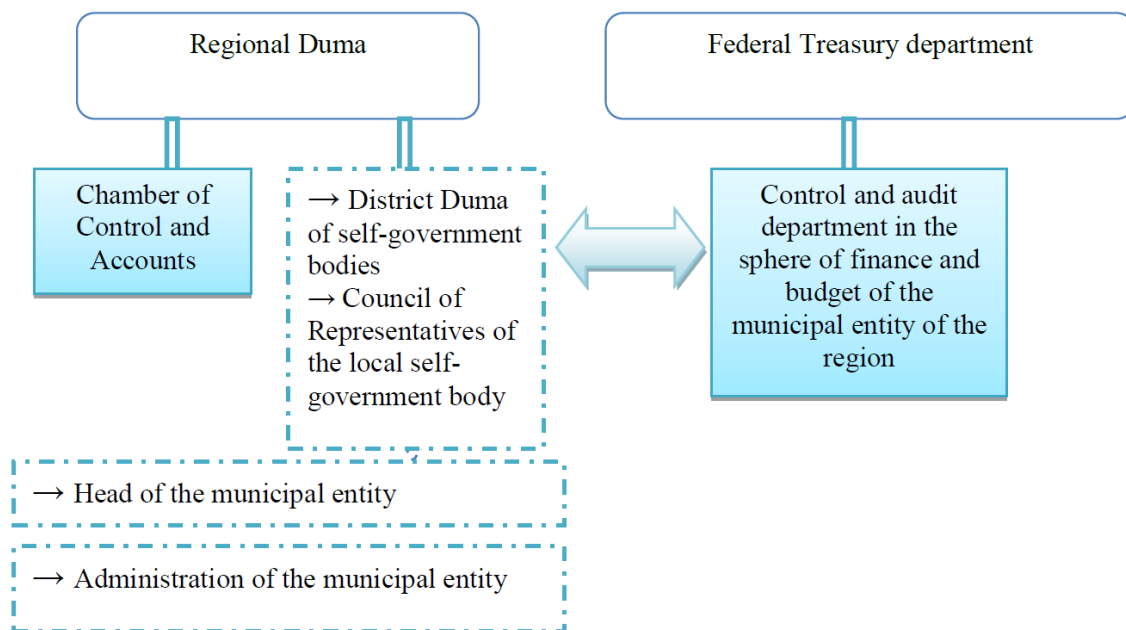 Regional Duma
Federal Treasury department
Chamber of
Control and
Accounts
→ District Duma
of self-government
bodies
→ Council of
Representatives of
the local self-
government body
Control and audit
department in the
sphere of finance and
budget of the
municipal entity of the
region
→ Head of the municipal entity
→ Administration of the municipal entity